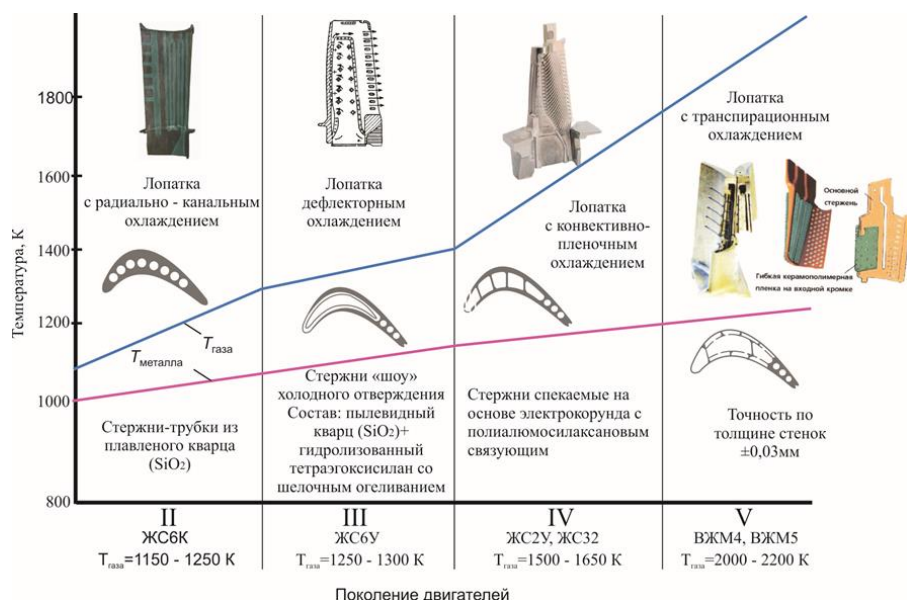 Температура, К
1800
1600
1400
1200
1000
800
Лопатка
с радиально - канальным
охлаждением
Tгаза
Tметалла
Стержни-трубки из
плавленого кварца
(SiO2)
Лопатка
дефлекторным
охлаждением
Стержни «шоу»
холодного отверждения
Состав: пылевидный
кварц (SiO2)+
гидролизованный
тетраэгоксисилан со
шелочным огеливанием
Лопатка
с конвективно-
пленочным
охлаждением
Стержни спекаемые на
основе электрокорунда с
полиалюмосилаксановым
связующим
Лопатка
с транспирационным
охлаждением
Основной
стержень
Гибкая керамополимерная
пленка на входной кромке
Точность по
толщине стенок
±0,03мм
II
ЖС6К
Tгаза=1150 - 1250 К
III
ЖС6У
Tгаза=1250 - 1300 К
IV
ЖС2У, ЖС32
Tгаза=1500 - 1650 К
V
ВЖМ4, ВЖМ5
Tгаза=2000 - 2200 К
Поколение двигателей